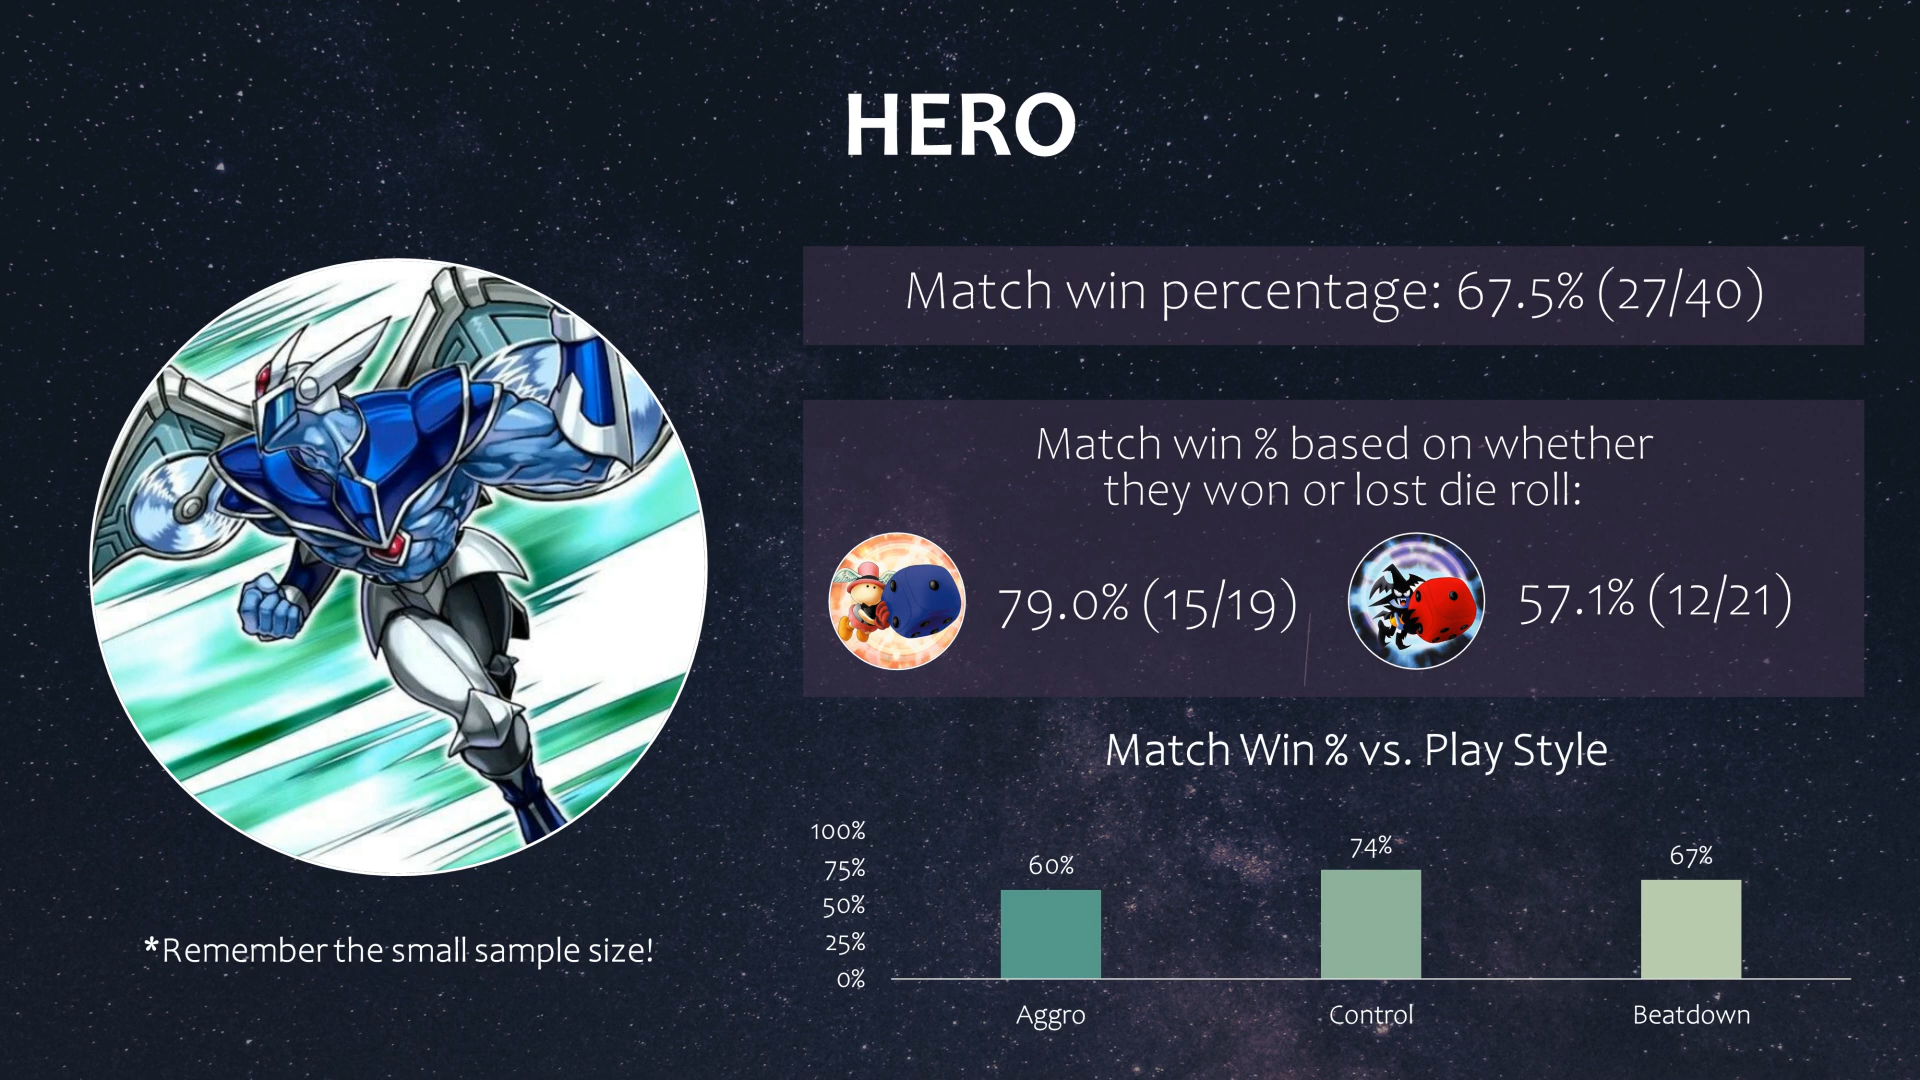 HERO
Match win percentage: 67.5% (27/40)
Match win % based on whether
they won or lost die roll:
79.0% (15/19)
57.1% (12/21)
*Remember the small sample size!
Match Win % vs. Play Style
100%
75%
50%
25%
0%
60%
74%
67%
Aggro
Control
Beatdown